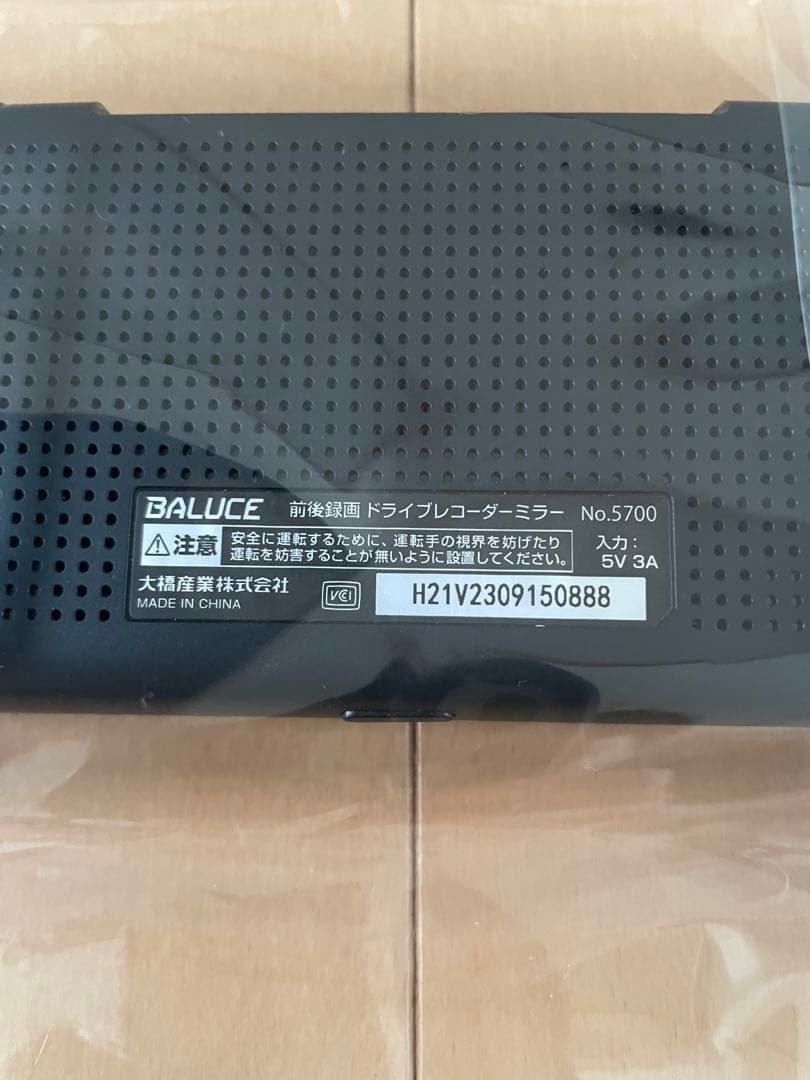 BALUCE 前後録画 ドライブレコーダーミラー No.5700
⚠注意 安全に運転するために、運転手の視界を妨げたり
運転を妨害することが無いように設置してください。
入力:
5V 3A
大橋産業株式会社
MADE IN CHINA
VCCI
H21V2309150888